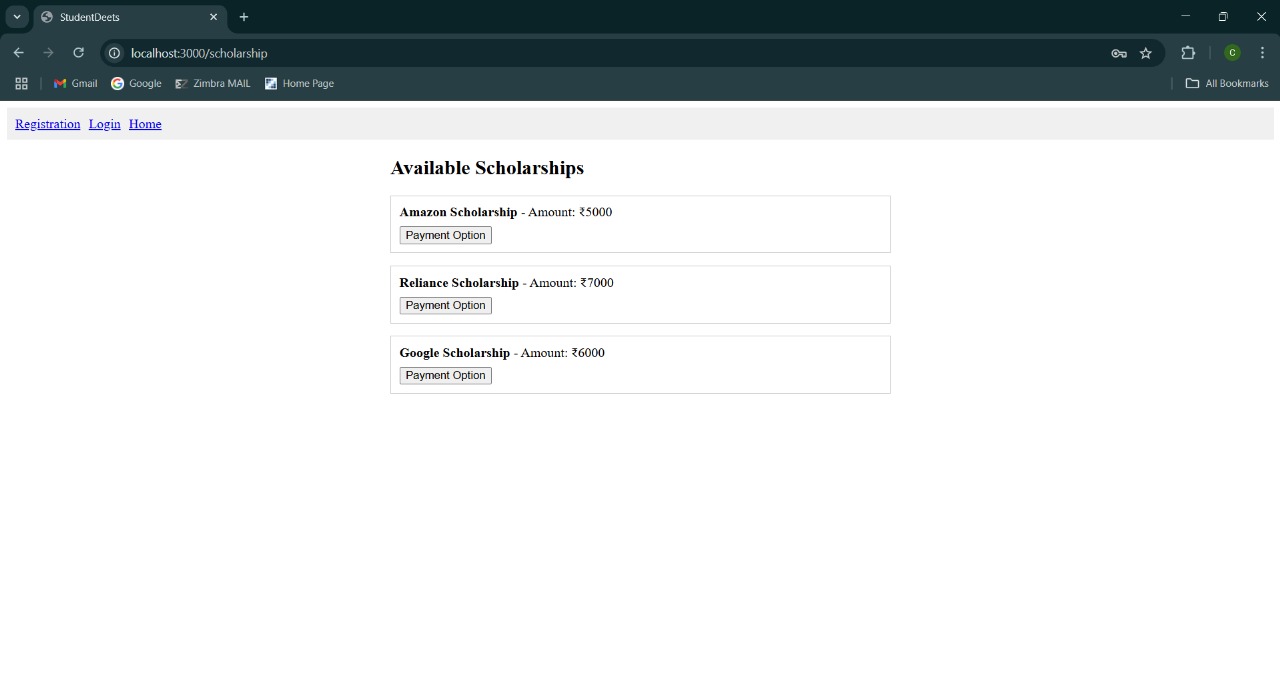 StudentDeets
localhost:3000/scholarship
C
Gmail Google Zimbra MAIL Home Page All Bookmarks
Registration Login Home
Available Scholarships
Amazon Scholarship - Amount: ₹5000
Payment Option
Reliance Scholarship - Amount: ₹7000
Payment Option
Google Scholarship - Amount: ₹6000
Payment Option